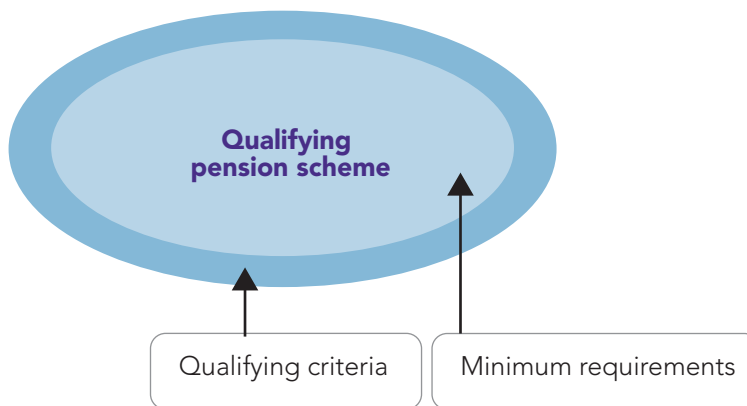 Qualifying
pension scheme
Qualifying criteria
Minimum requirements